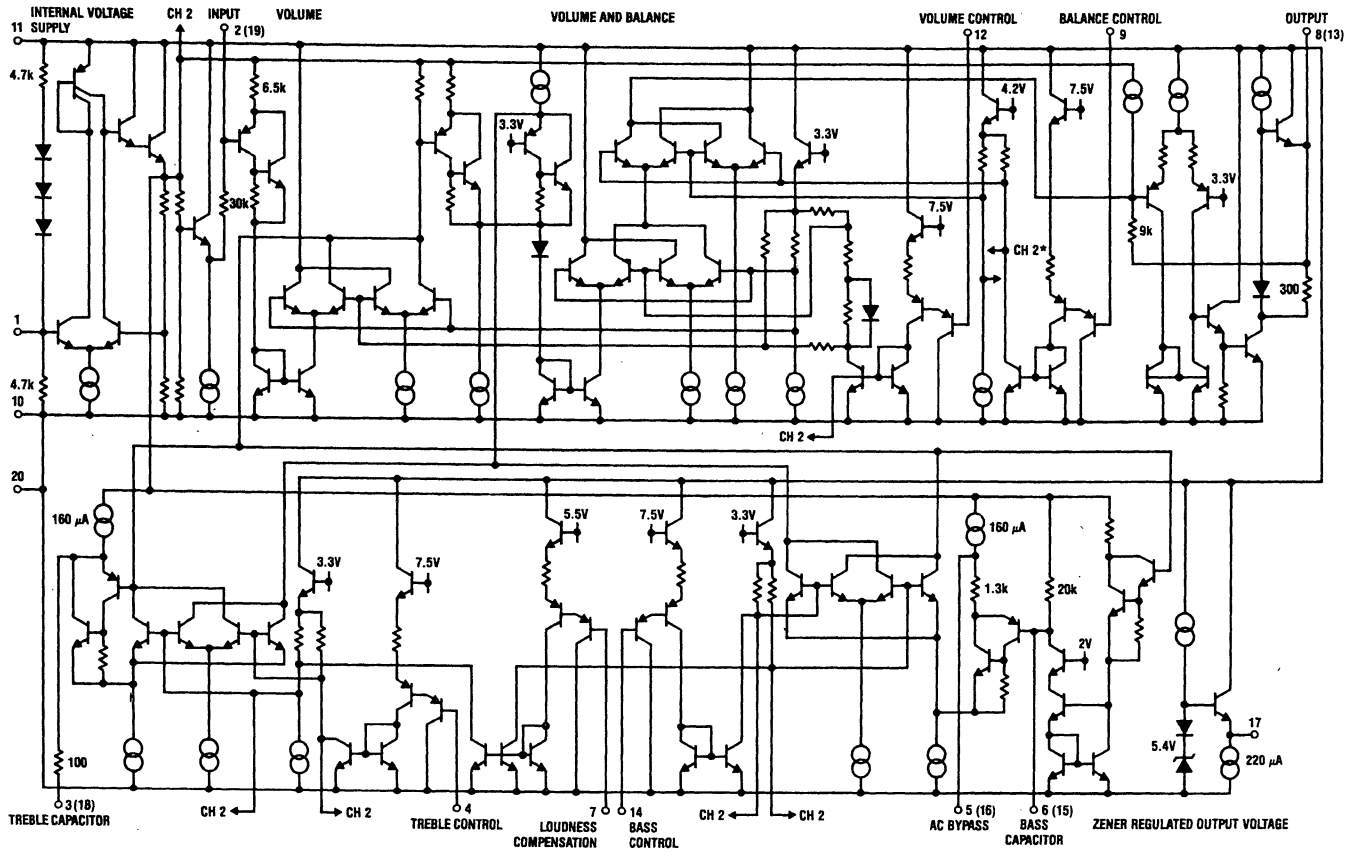 INTERNAL VOLTAGE
SUPPLY
CH 2
INPUT
2 (19)
VOLUME
VOLUME AND BALANCE
VOLUME CONTROL
12
BALANCE CONTROL
9
OUTPUT
8 (13)
11
4.7k
6.5k
3.3V
3.3V
4.2V
7.5V
3.3V
30k
7.5V
9k
CH 2*
300
1
4.7k
10
CH 2
20
160 μA
5.5V
7.5V
3.3V
160 μA
3.3V
7.5V
1.3k
20k
2V
100
5.4V
17
220 μA
3 (18)
TREBLE CAPACITOR
CH 2
CH 2
4
TREBLE CONTROL
7
LOUDNESS
COMPENSATION
14
BASS
CONTROL
CH 2
CH 2
5 (16)
AC BYPASS
6 (15)
BASS
CAPACITOR
ZENER REGULATED OUTPUT VOLTAGE